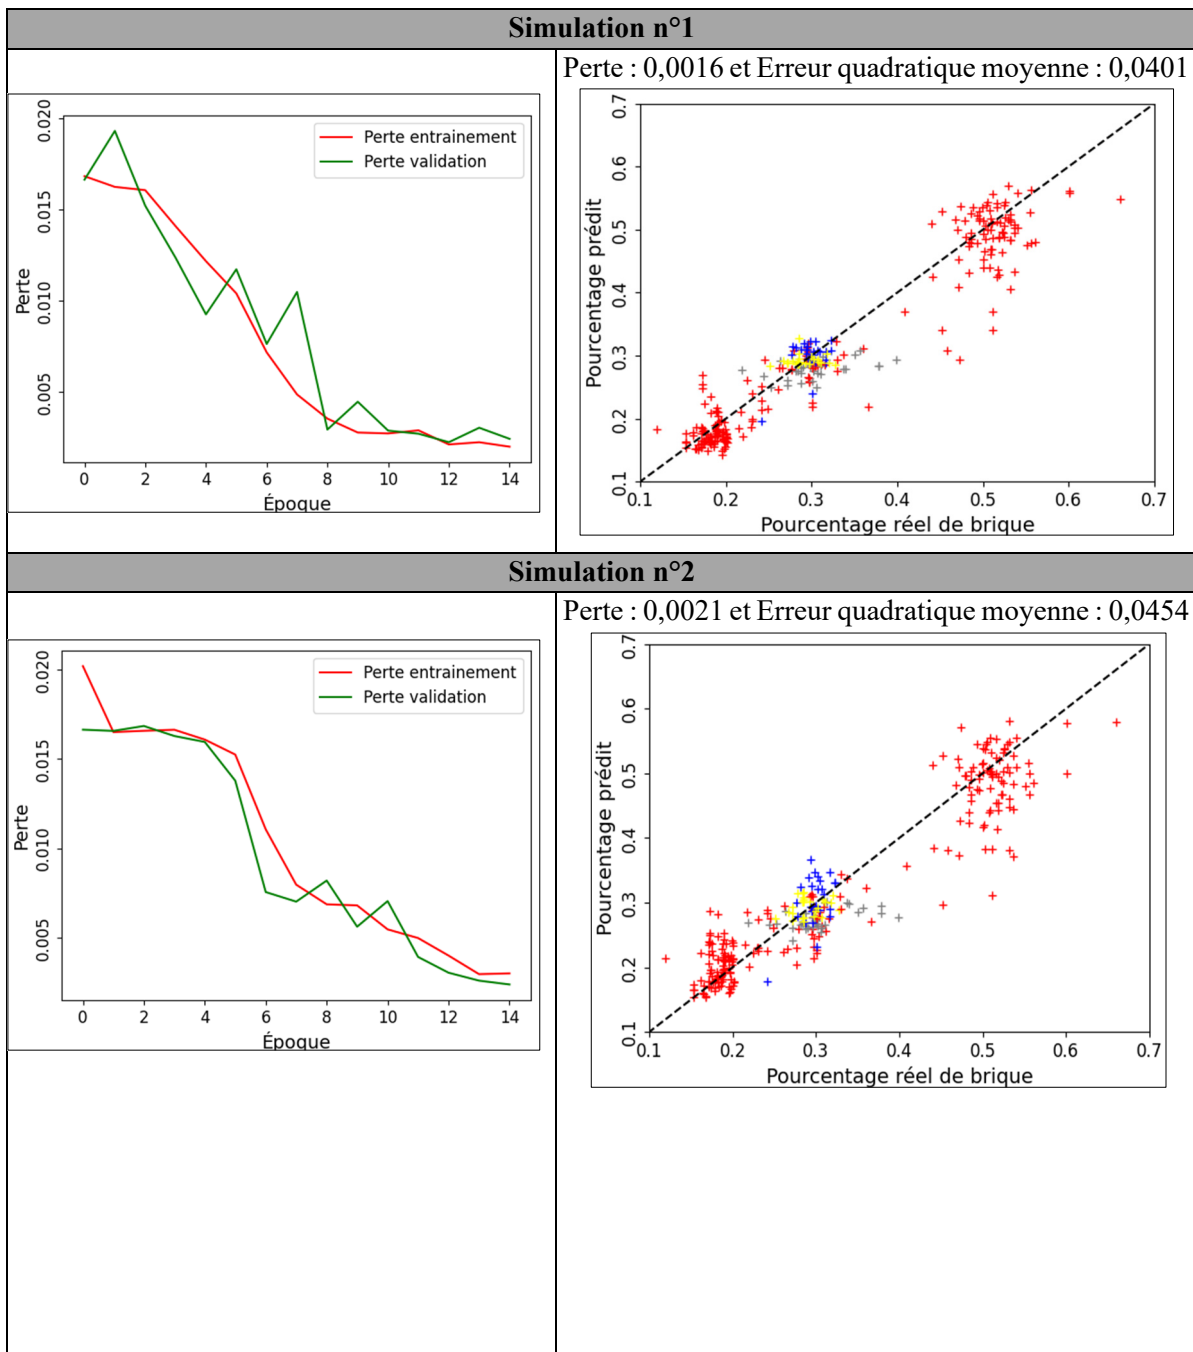 Simulation n°1
Perte : 0,0016 et Erreur quadratique moyenne : 0,0401
0.020
0.015
0.010
0.005
Perte
Perte entrainement
Perte validation
0 2 4 6 8 10 12 14
Époque
0.7
0.6
0.5
0.4
0.3
0.2
0.1
Pourcentage prédit
0.1 0.2 0.3 0.4 0.5 0.6 0.7
Pourcentage réel de brique
Simulation n°2
Perte : 0,0021 et Erreur quadratique moyenne : 0,0454
0.020
0.015
0.010
0.005
Perte
Perte entrainement
Perte validation
0 2 4 6 8 10 12 14
Époque
0.7
0.6
0.5
0.4
0.3
0.2
0.1
Pourcentage prédit
0.1 0.2 0.3 0.4 0.5 0.6 0.7
Pourcentage réel de brique